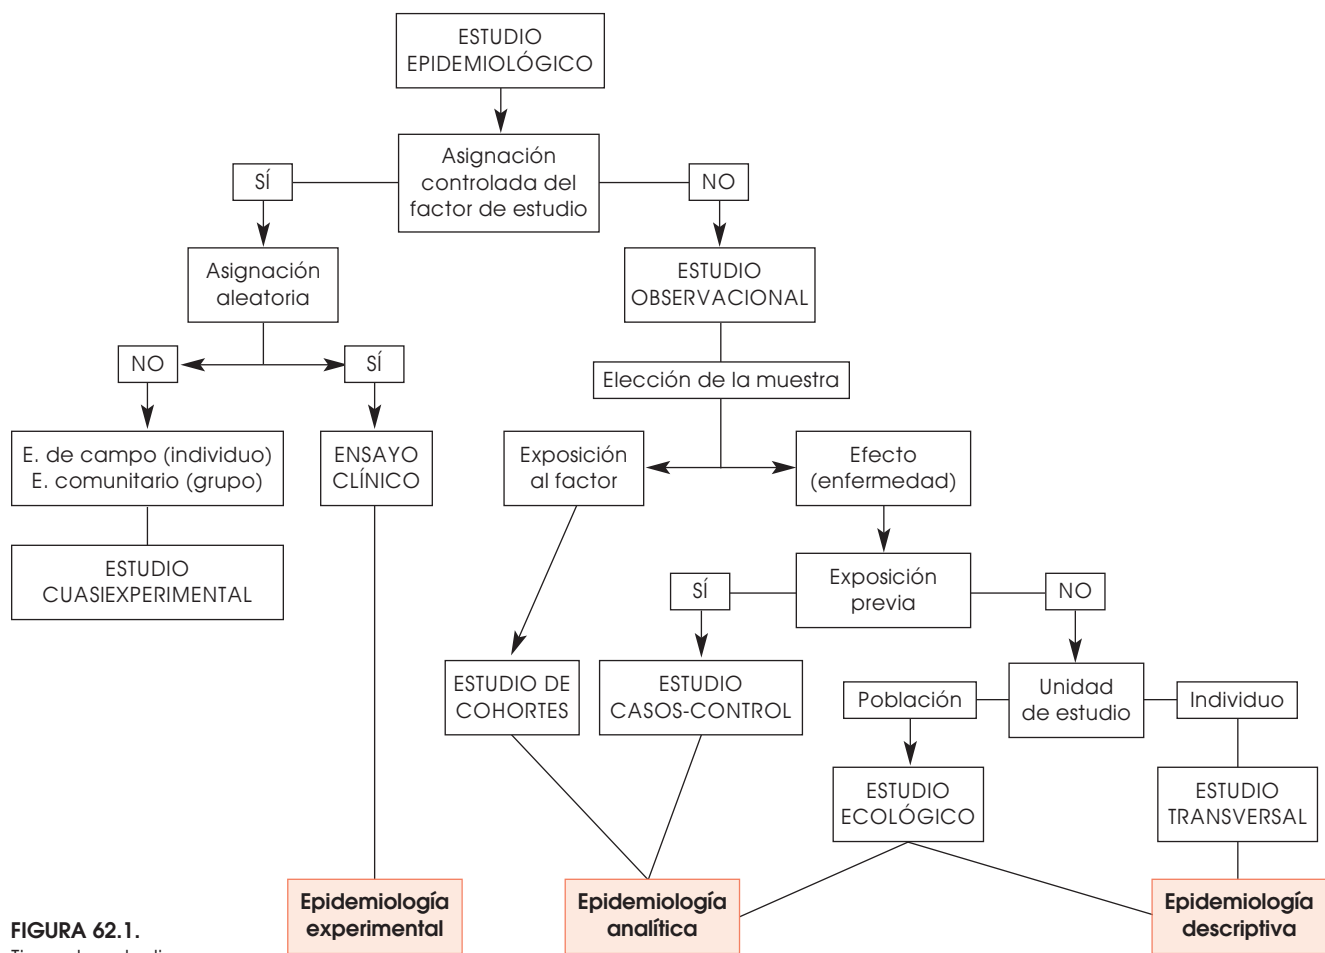 ESTUDIO
EPIDEMIOLÓGICO
Asignación
controlada del
factor de estudio
SÍ
NO
Asignación
aleatoria
ESTUDIO
OBSERVACIONAL
NO
SÍ
Elección de la muestra
E. de campo (individuo)
E. comunitario (grupo)
ENSAYO
CLÍNICO
Exposición
al factor
Efecto
(enfermedad)
ESTUDIO
CUASIEXPERIMENTAL
SÍ
Exposición
previa
NO
ESTUDIO DE
COHORTES
ESTUDIO
CASOS-CONTROL
Población
Unidad
de estudio
Individuo
ESTUDIO
ECOLÓGICO
ESTUDIO
TRANSVERSAL
Epidemiología
experimental
Epidemiología
analítica
Epidemiología
descriptiva
FIGURA 62.1.